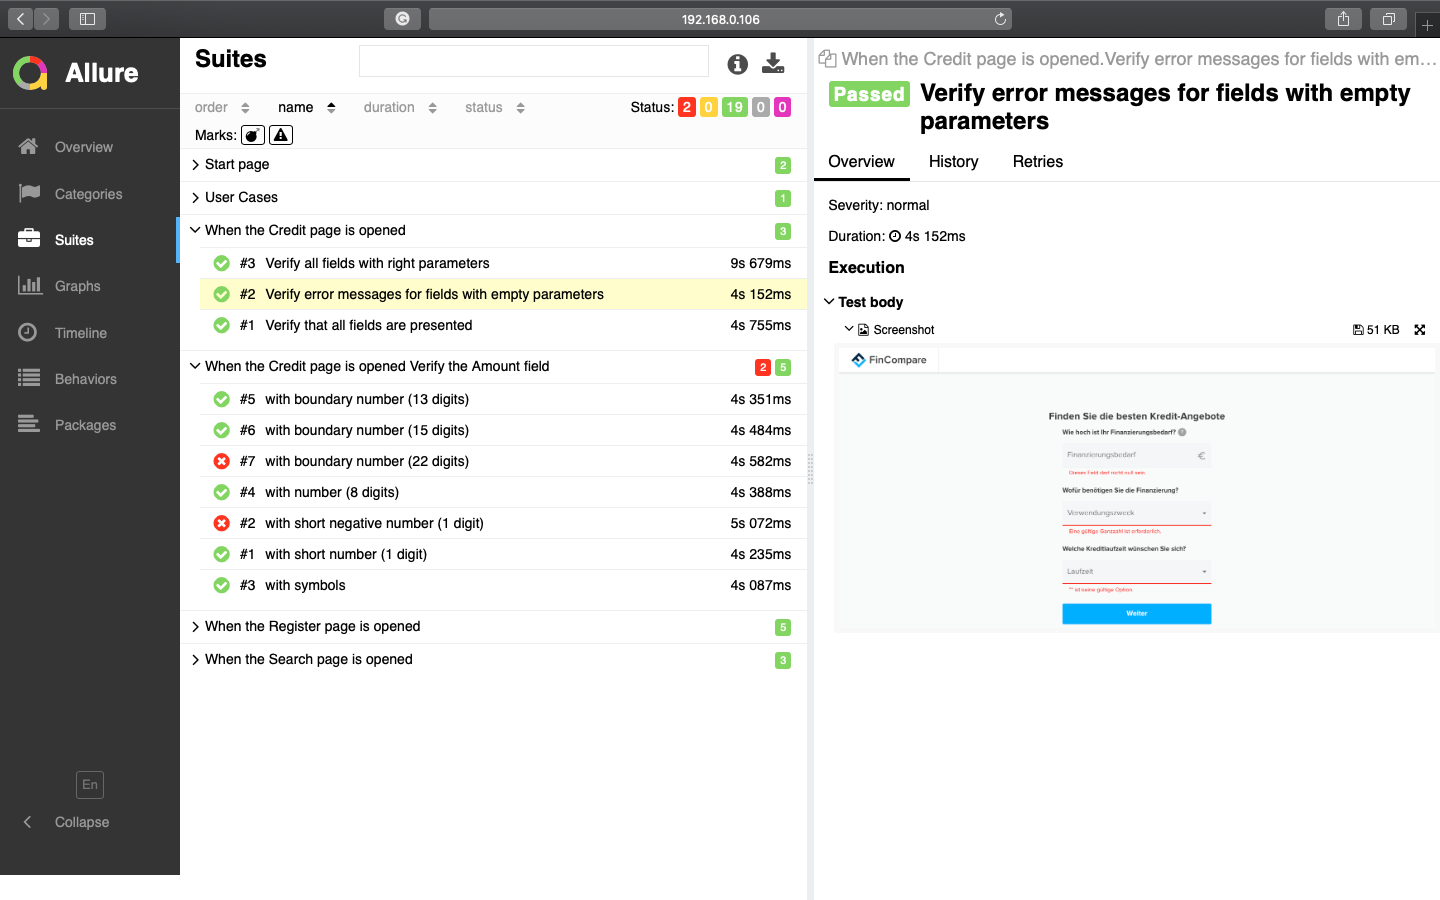 192.168.0.106
Allure
Overview
Categories
Suites
Graphs
Timeline
Behaviors
Packages
En
Collapse
Suites
order name duration status Status: 2 0 19 0 0
Marks:
Start page 2
User Cases 1
When the Credit page is opened 3
#3 Verify all fields with right parameters 9s 679ms
#2 Verify error messages for fields with empty parameters 4s 152ms
#1 Verify that all fields are presented 4s 755ms
When the Credit page is opened Verify the Amount field 2 5
#5 with boundary number (13 digits) 4s 351ms
#6 with boundary number (15 digits) 4s 484ms
#7 with boundary number (22 digits) 4s 582ms
#4 with number (8 digits) 4s 388ms
#2 with short negative number (1 digit) 5s 072ms
#1 with short number (1 digit) 4s 235ms
#3 with symbols 4s 087ms
When the Register page is opened 5
When the Search page is opened 3
When the Credit page is opened.Verify error messages for fields with em...
Passed Verify error messages for fields with empty
parameters
Overview History Retries
Severity: normal
Duration: 4s 152ms
Execution
Test body
Screenshot 51 KB
FinCompare
Finden Sie die besten Kredit-Angebote
Wie hoch ist Ihr Finanzierungsbedarf? ?
Finanzierungsbedarf €
Dieses Feld darf nicht null sein.
Wofür benötigen Sie die Finanzierung?
Verwendungszweck
Eine gültige Ganzzahl ist erforderlich.
Welche Kreditlaufzeit wünschen Sie sich?
Laufzeit
"" ist keine gültige Option.
Weiter